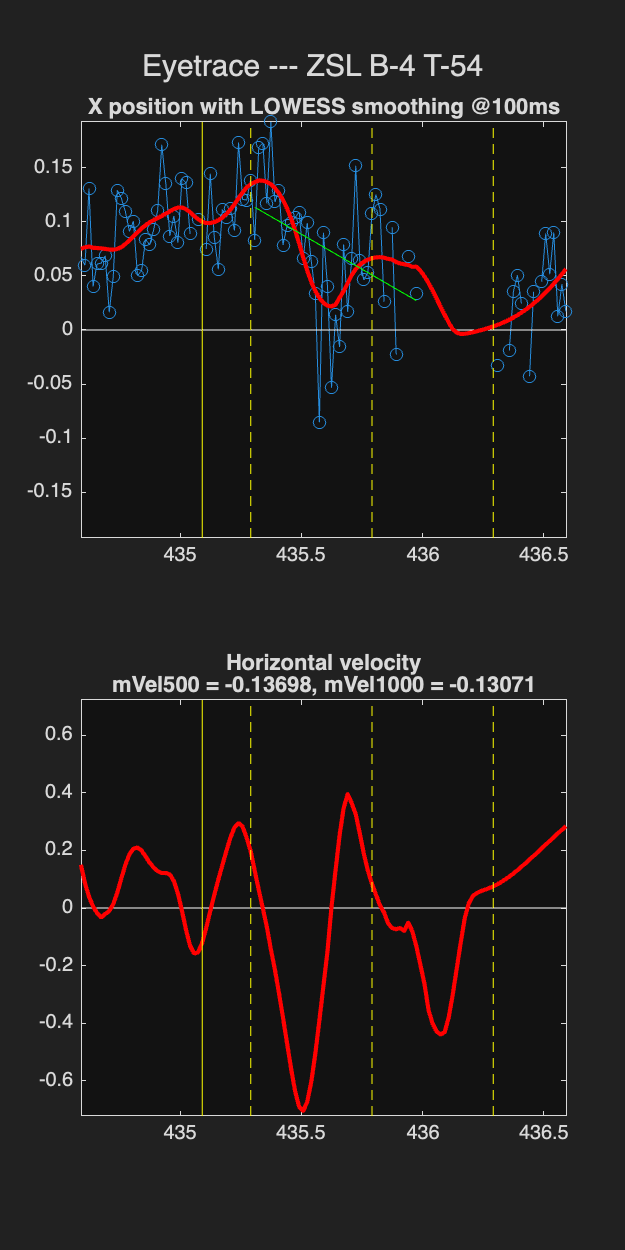 Eyetrace --- ZSL B-4 T-54
X position with LOWESS smoothing @100ms
0.15
0.1
0.05
0
-0.05
-0.1
-0.15
435 435.5 436 436.5
Horizontal velocity
mVel500 = -0.13698, mVel1000 = -0.13071
0.6
0.4
0.2
0
-0.2
-0.4
-0.6
435 435.5 436 436.5